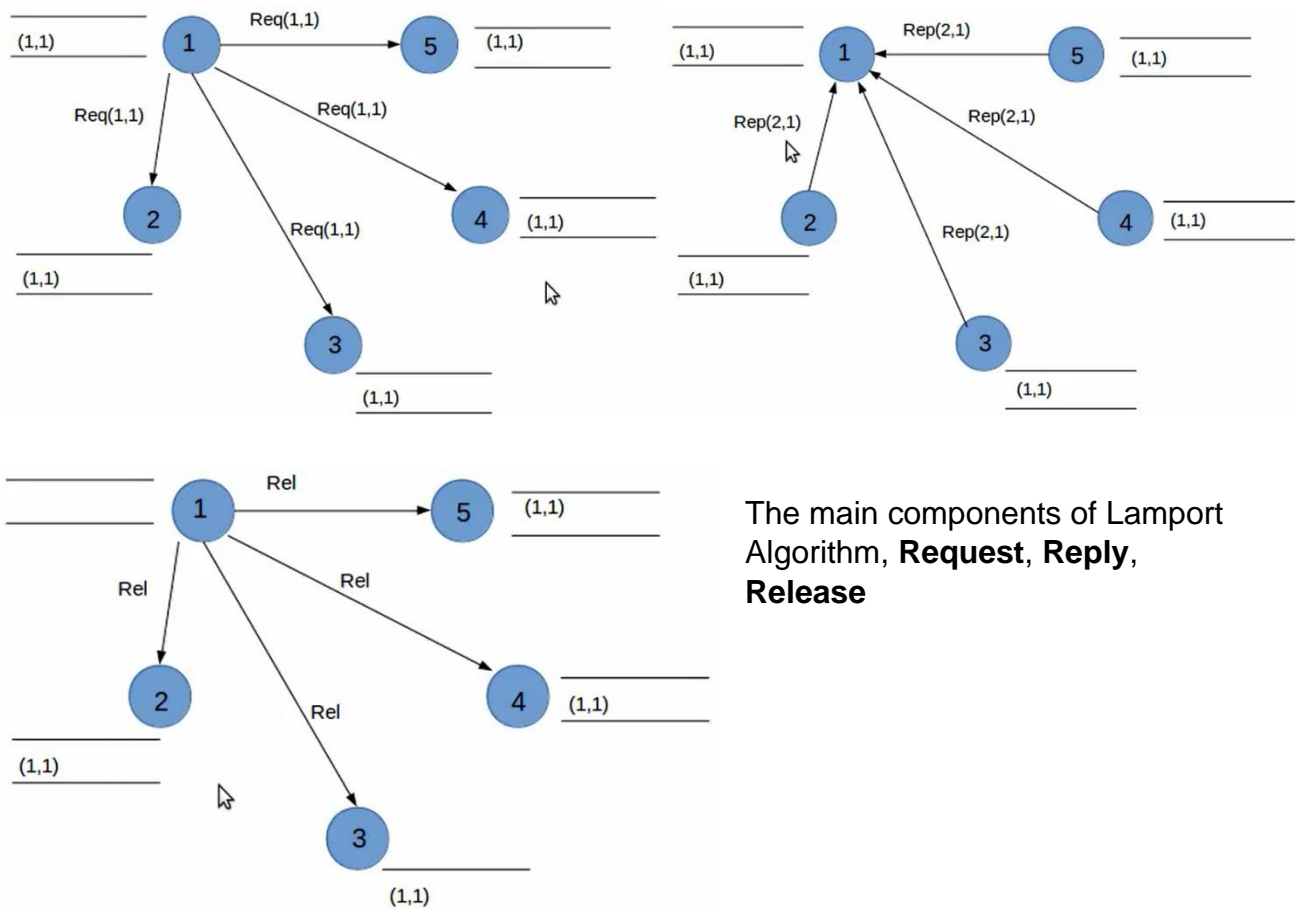 Req(1,1)
(1,1)
1
5
(1,1)
Req(1,1)
Req(1,1)
2
4
(1,1)
Req(1,1)
(1,1)
3
(1,1)
Rep(2,1)
(1,1)
1
5
(1,1)
Rep(2,1)
Rep(2,1)
2
4
(1,1)
Rep(2,1)
(1,1)
3
(1,1)
Rel
1
5
(1,1)
Rel
Rel
2
4
(1,1)
Rel
(1,1)
3
(1,1)
The main components of Lamport
Algorithm, Request, Reply,
Release